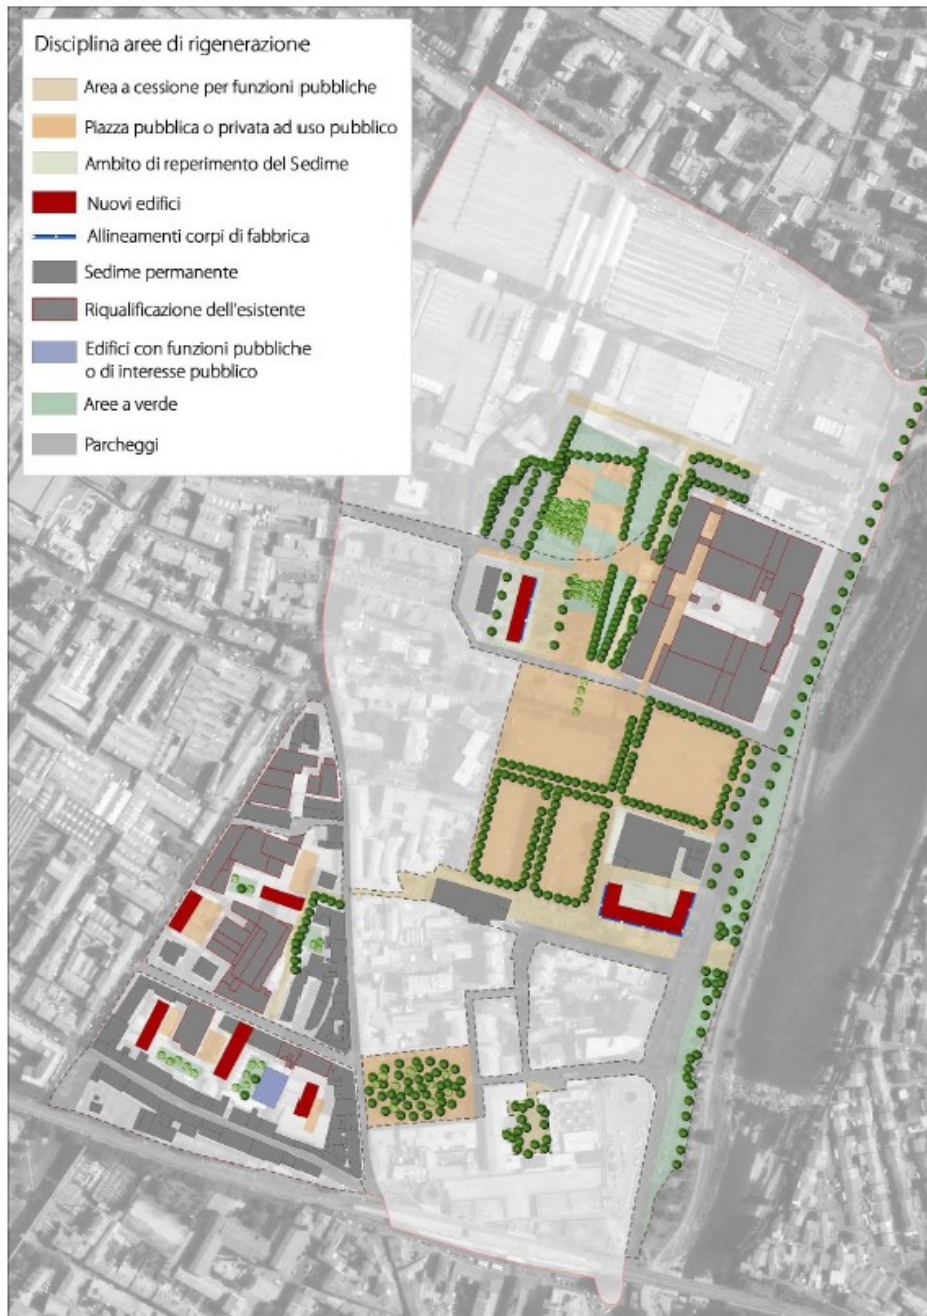 Disciplina aree di rigenerazione
Area a cessione per funzioni pubbliche
Piazza pubblica o privata ad uso pubblico
Ambito di reperimento del Sedime
Nuovi edifici
Allineamenti corpi di fabbrica
Sedime permanente
Riqualificazione dell'esistente
Edifici con funzioni pubbliche
o di interesse pubblico
Aree a verde
Parcheggi